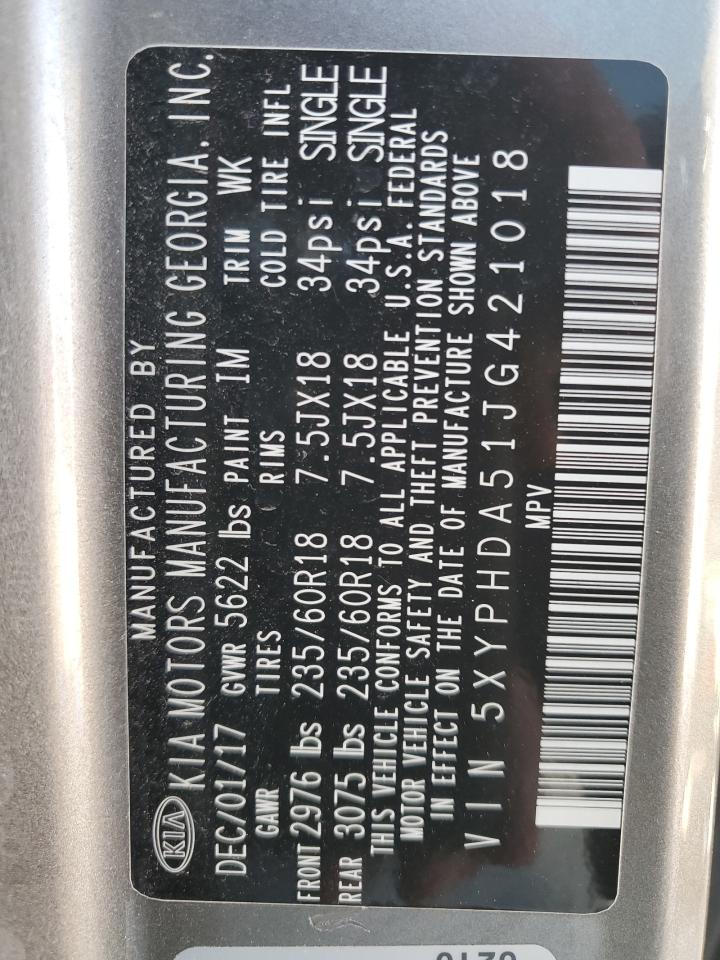 MANUFACTURED BY
KIA KIA MOTORS MANUFACTURING GEORGIA, INC.
DEC/01/17 GVWR 5622 lbs PAINT IM TRIM WK
GAWR TIRES RIMS COLD TIRE INFL
FRONT 2976 lbs 235/60R18 7.5JX18 34psi SINGLE
REAR 3075 lbs 235/60R18 7.5JX18 34psi SINGLE
THIS VEHICLE CONFORMS TO ALL APPLICABLE U.S.A. FEDERAL
MOTOR VEHICLE SAFETY AND THEFT PREVENTION STANDARDS
IN EFFECT ON THE DATE OF MANUFACTURE SHOWN ABOVE
VIN 5XYPHDA51JG421018
MPV